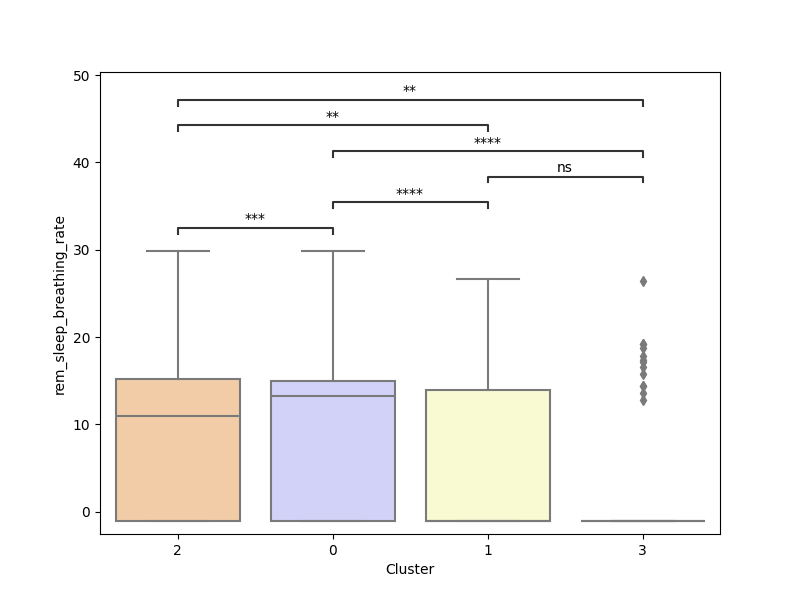 50
40
30
20
10
0
rem_sleep_breathing_rate
**
**
****
ns
****
***
2 0 1 3
Cluster